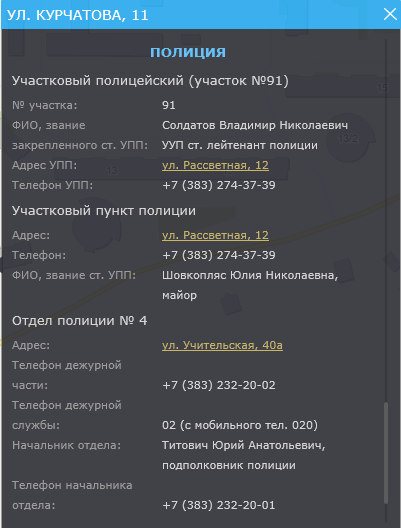 УЛ. КУРЧАТОВА, 11
ПОЛИЦИЯ
Участковый полицейский (участок №91)
№ участка: 91
ФИО, звание Солдатов Владимир Николаевич
закрепленного ст. УПП: УУП ст. лейтенант полиции
Адрес УПП: ул. Рассветная, 12
Телефон УПП: +7 (383) 274-37-39
Участковый пункт полиции
Адрес: ул. Рассветная, 12
Телефон: +7 (383) 274-37-39
ФИО, звание ст. УПП: Шовкопляс Юлия Николаевна,
майор
Отдел полиции № 4
Адрес: ул. Учительская, 40а
Телефон дежурной
части: +7 (383) 232-20-02
Телефон дежурной
службы: 02 (с мобильного тел. 020)
Начальник отдела: Титович Юрий Анатольевич,
подполковник полиции
Телефон начальника
отдела: +7 (383) 232-20-01